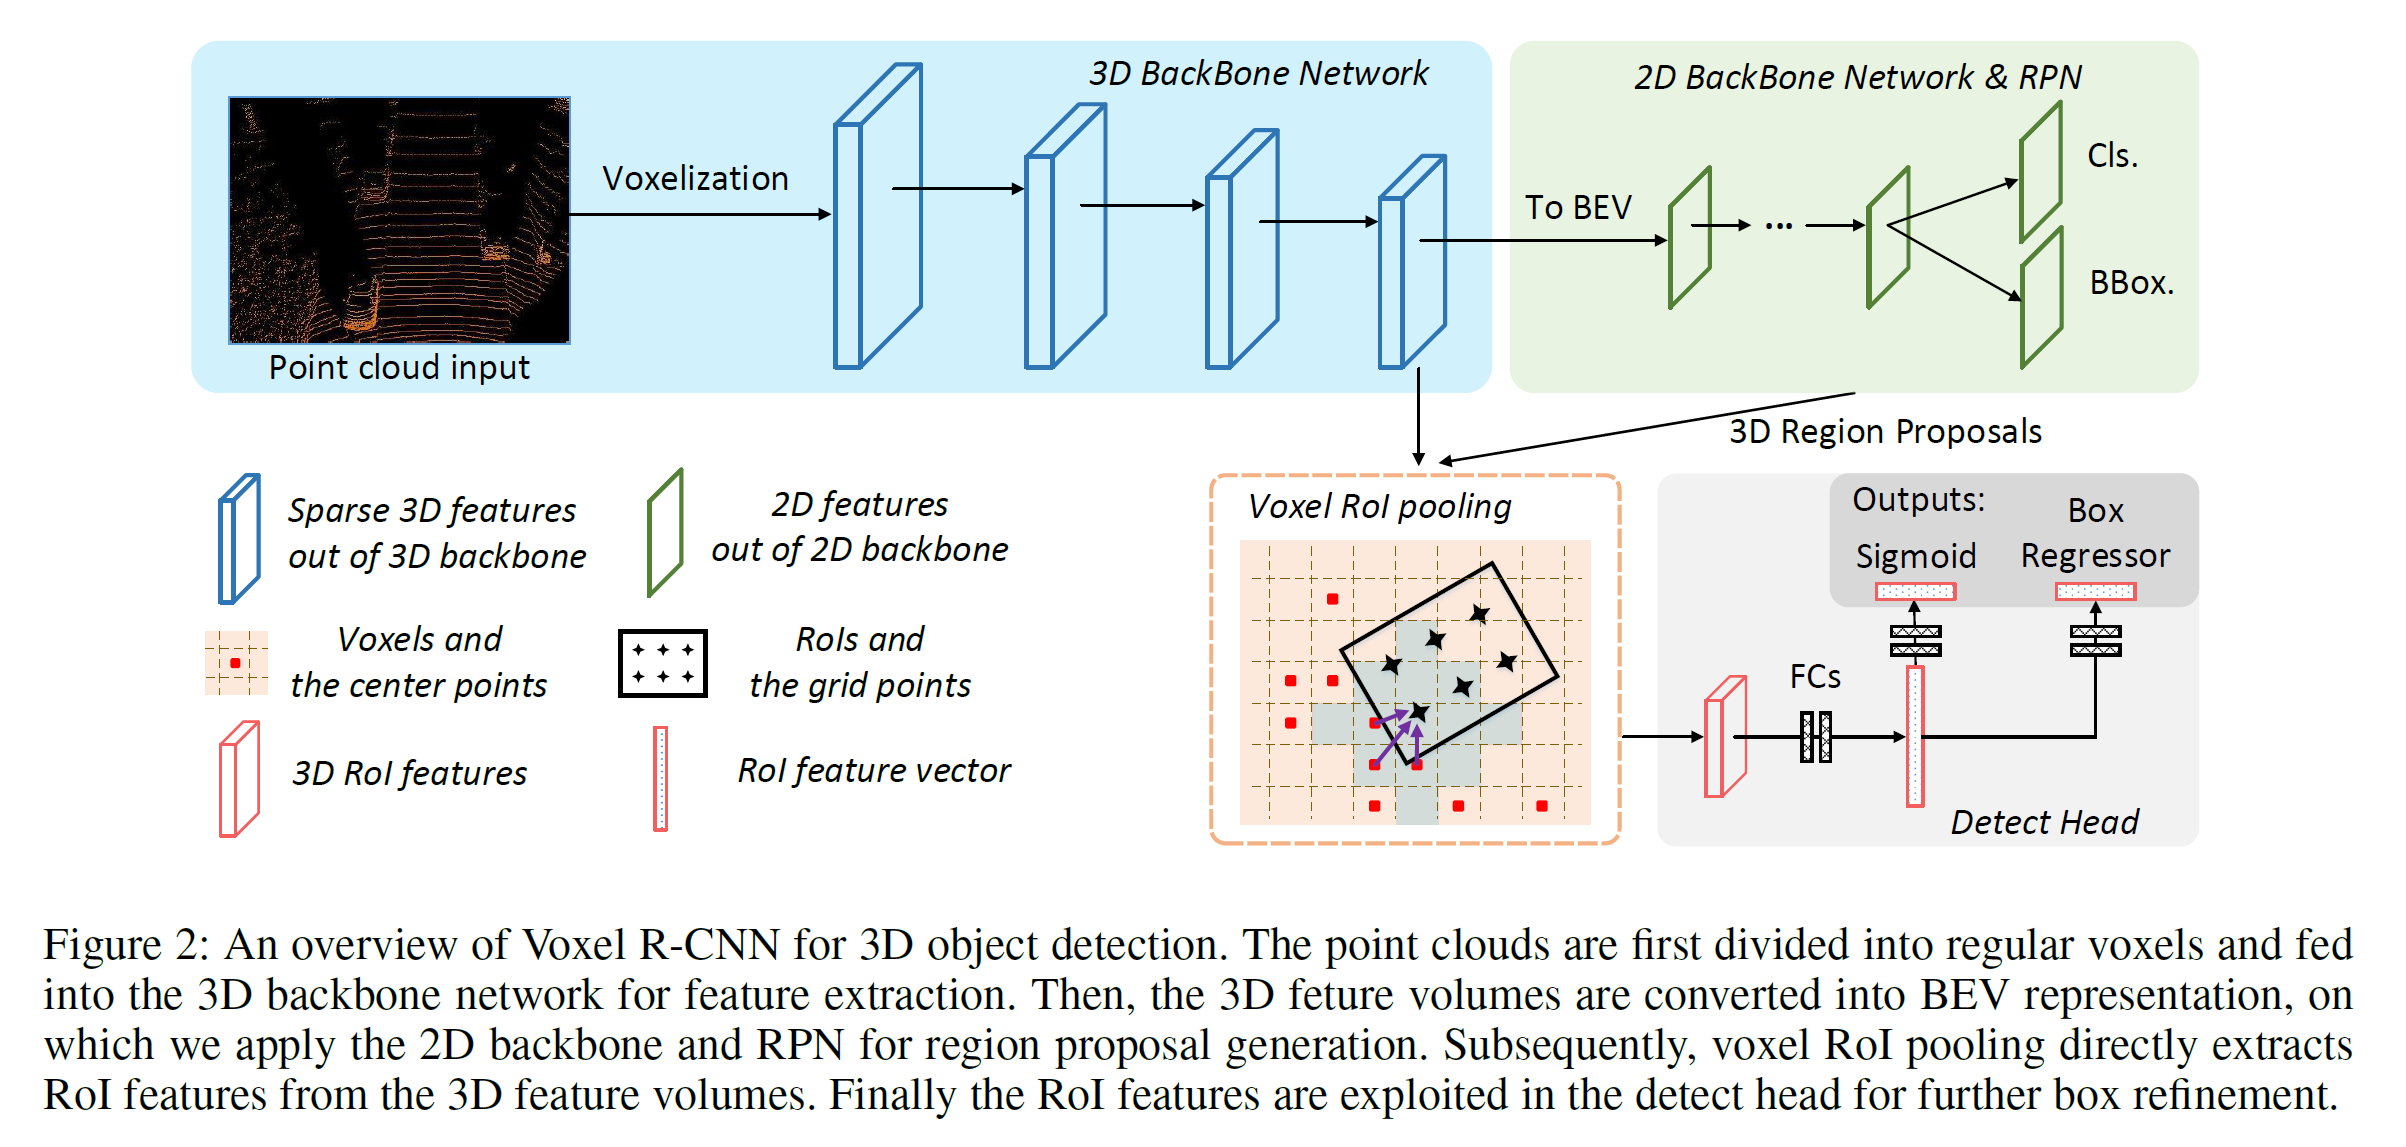 3D BackBone Network
2D BackBone Network & RPN
Voxelization
Point cloud input
To BEV
...
Cls.
BBox.
3D Region Proposals
Sparse 3D features
out of 3D backbone
2D features
out of 2D backbone
Voxels and
the center points
RoIs and
the grid points
3D RoI features
RoI feature vector
Voxel RoI pooling
Outputs:
Sigmoid
Box
Regressor
FCs
Detect Head
Figure 2: An overview of Voxel R-CNN for 3D object detection. The point clouds are first divided into regular voxels and fed
into the 3D backbone network for feature extraction. Then, the 3D feture volumes are converted into BEV representation, on
which we apply the 2D backbone and RPN for region proposal generation. Subsequently, voxel RoI pooling directly extracts
RoI features from the 3D feature volumes. Finally the RoI features are exploited in the detect head for further box refinement.